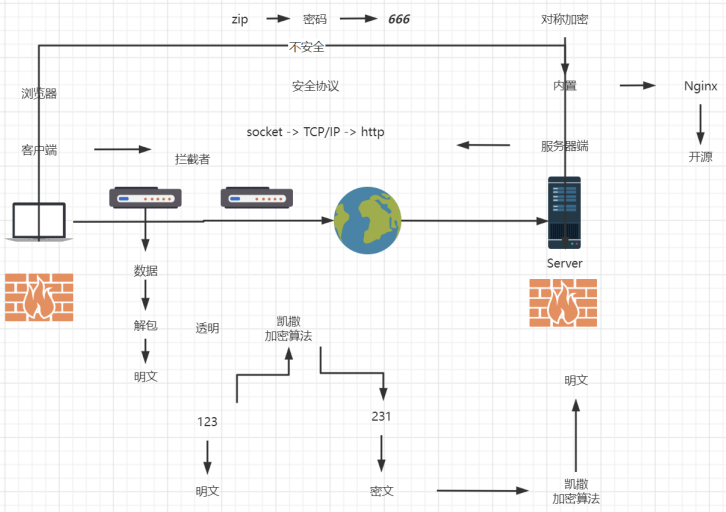 zip
密码
666
对称加密
不安全
浏览器
安全协议
内置
Nginx
socket -> TCP/IP -> http
客户端
拦截者
服务器端
开源
Server
数据
解包
透明
凯撒
加密算法
明文
明文
123
231
明文
密文
凯撒
加密算法